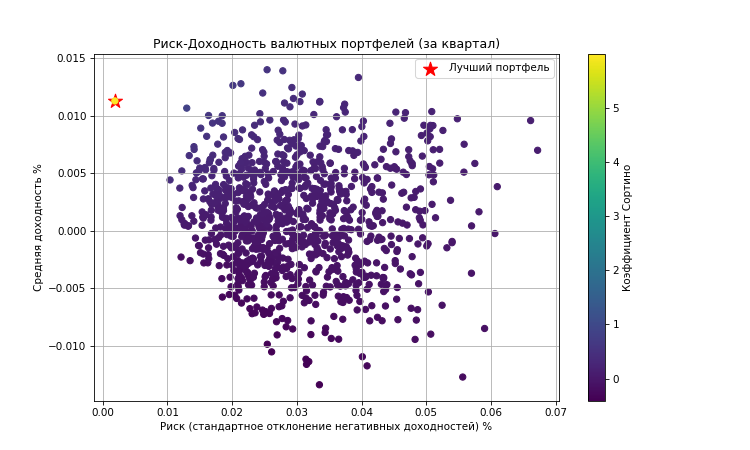 Риск-Доходность валютных портфелей (за квартал)
Лучший портфель
Средняя доходность %
0.015
0.010
0.005
0.000
−0.005
−0.010
0.00 0.01 0.02 0.03 0.04 0.05 0.06 0.07
Риск (стандартное отклонение негативных доходностей) %
5
4
3
2
1
0
Коэффициент Сортино